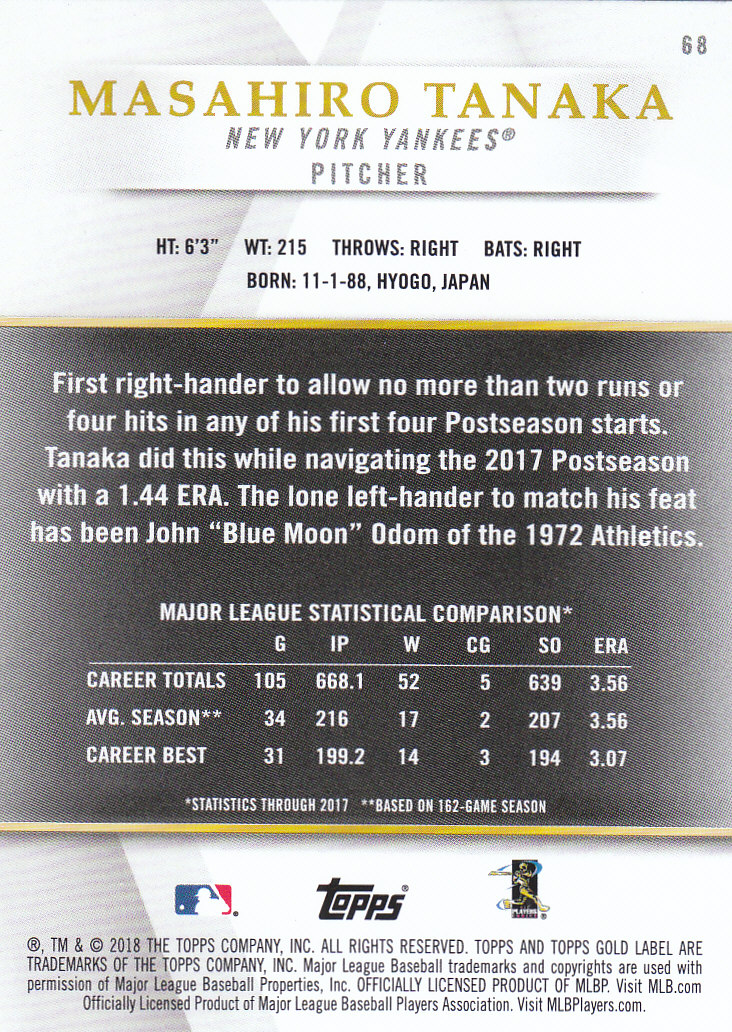 68
MASAHIRO TANAKA
NEW YORK YANKEES®
PITCHER
HT: 6'3" WT: 215 THROWS: RIGHT BATS: RIGHT
BORN: 11-1-88, HYOGO, JAPAN
First right-hander to allow no more than two runs or
four hits in any of his first four Postseason starts.
Tanaka did this while navigating the 2017 Postseason
with a 1.44 ERA. The lone left-hander to match his feat
has been John “Blue Moon” Odom of the 1972 Athletics.
MAJOR LEAGUE STATISTICAL COMPARISON*
G IP W CG SO ERA
CAREER TOTALS 105 668.1 52 5 639 3.56
AVG. SEASON** 34 216 17 2 207 3.56
CAREER BEST 31 199.2 14 3 194 3.07
*STATISTICS THROUGH 2017 **BASED ON 162-GAME SEASON
topps®
PLAYERS
®, TM & © 2018 THE TOPPS COMPANY, INC. ALL RIGHTS RESERVED. TOPPS AND TOPPS GOLD LABEL ARE
TRADEMARKS OF THE TOPPS COMPANY, INC. Major League Baseball trademarks and copyrights are used with
permission of Major League Baseball Properties, Inc. OFFICIALLY LICENSED PRODUCT OF MLBP. Visit MLB.com
Officially Licensed Product of Major League Baseball Players Association. Visit MLBPlayers.com.